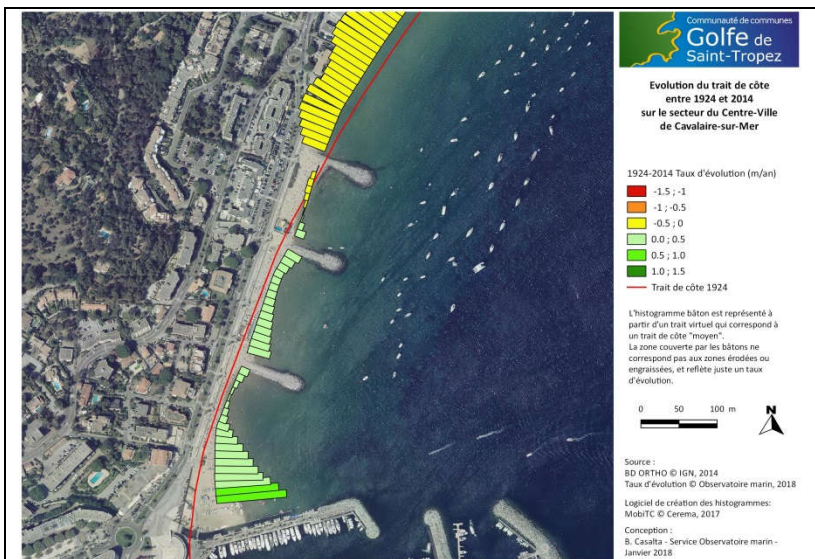 Communauté de communes
Golfe de
Saint-Tropez
Evolution du trait de côte
entre 1924 et 2014
sur le secteur du Centre-Ville
de Cavalaire-sur-Mer
1924-2014 Taux d'évolution (m/an)
-1.5 ; -1
-1 ; -0.5
-0.5 ; 0
0.0 ; 0.5
0.5 ; 1.0
1.0 ; 1.5
Trait de côte 1924
L'histogramme bâton est représenté à
partir d'un trait virtuel qui correspond à
un trait de côte "moyen".
La zone couverte par les bâtons ne
correspond pas aux zones érodées ou
engraissées, et reflète juste un taux
d'évolution.
0 50 100 m
N
Source :
BD ORTHO © IGN, 2014
Taux d'évolution © Observatoire marin, 2018
Logiciel de création des histogrammes:
MobiTC © Cerema, 2017
Conception :
B. Casalta - Service Observatoire marin -
Janvier 2018